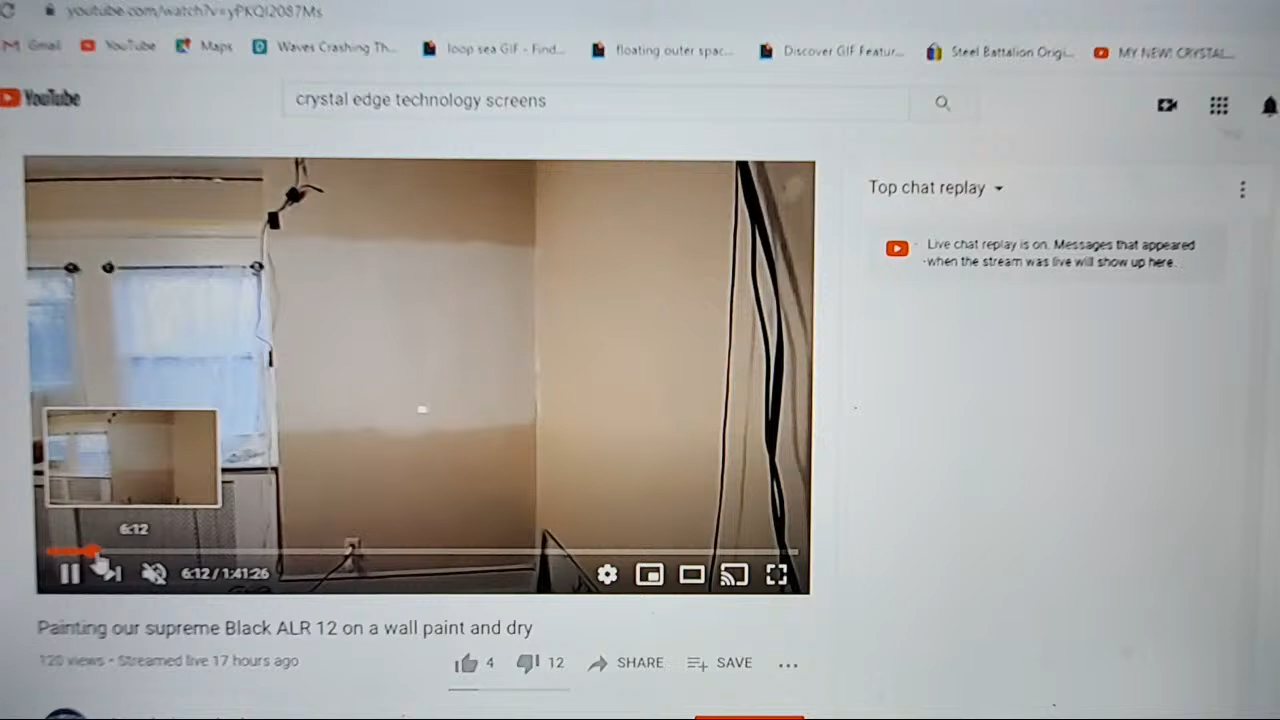 youtube.com/watch?v=yPKQI2087Ms
Gmail YouTube Maps Waves Crashing Th... loop sea GIF - Find... floating outer spac... Discover GIF Featur... Steel Battalion Origi... MY NEW! CRYSTAL...
YouTube
crystal edge technology screens
Top chat replay
Live chat replay is on. Messages that appeared
when the stream was live will show up here.
6:12
6:12 / 1:41:26
Painting our supreme Black ALR 12 on a wall paint and dry
120 views • Streamed live 17 hours ago
4 12 SHARE SAVE